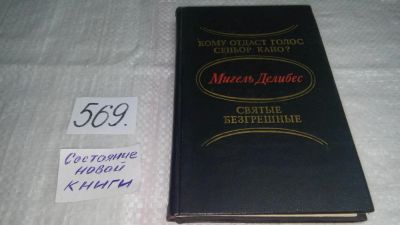 КОМУ ОТДАСТ ГОЛОС
СЕНЬОР КАЙО?
Мигель Делибес
СВЯТЫЕ
БЕЗГРЕШНЫЕ
569.
Состояние
новой
книги